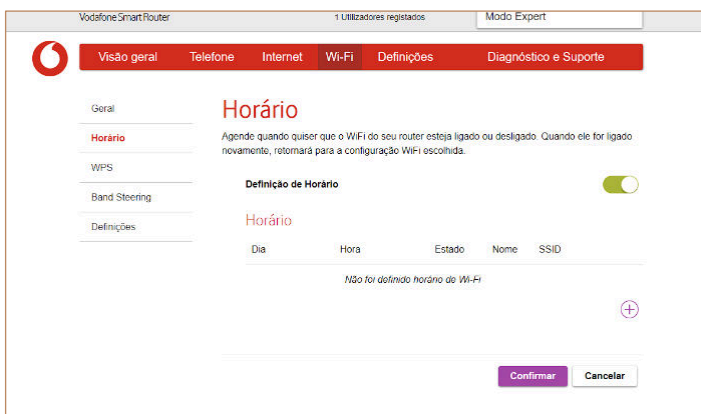 Vodafone Smart Router 1 Utilizadores registados Modo Expert
Visão geral Telefone Internet Wi-Fi Definições Diagnóstico e Suporte
Geral
Horário
WPS
Band Steering
Definições
Horário
Agende quando quiser que o WiFi do seu router esteja ligado ou desligado. Quando ele for ligado
novamente, retornará para a configuração WiFi escolhida.
Definição de Horário
Horário
Dia Hora Estado Nome SSID
Não foi definido horário de Wi-Fi
Confirmar Cancelar